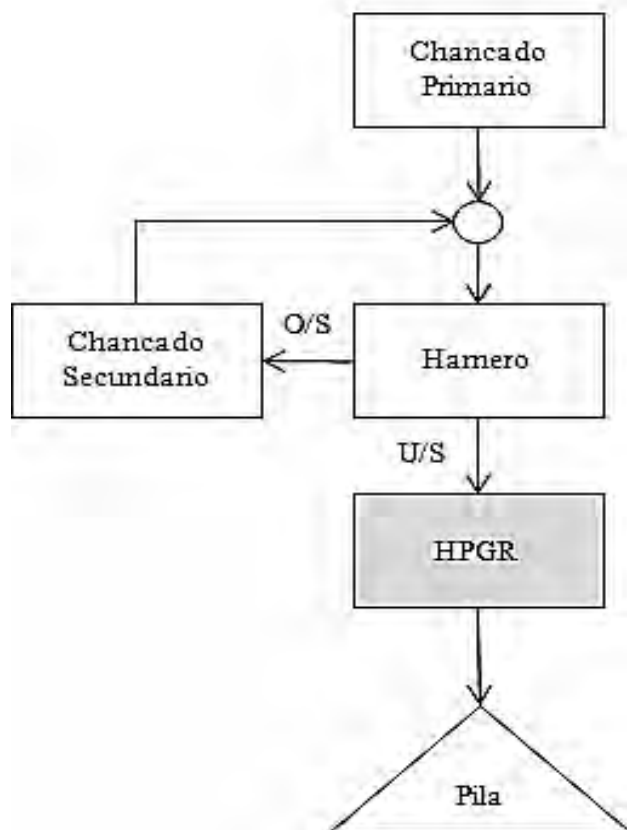 Chancado
Primario
O/S
Chancado
Secundario
Harnero
U/S
HPGR
Pila